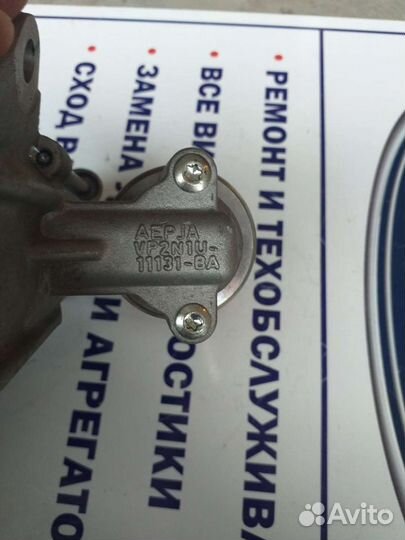 AEPJA
VP2N1U-
11131-BA
• РЕМОНТ И ТЕХОБСЛУЖИВА
• ВСЕ ВИ
ОСТИКИ
• ЗАМЕНА
И АГРЕГАТО
• СХОД В
Avito